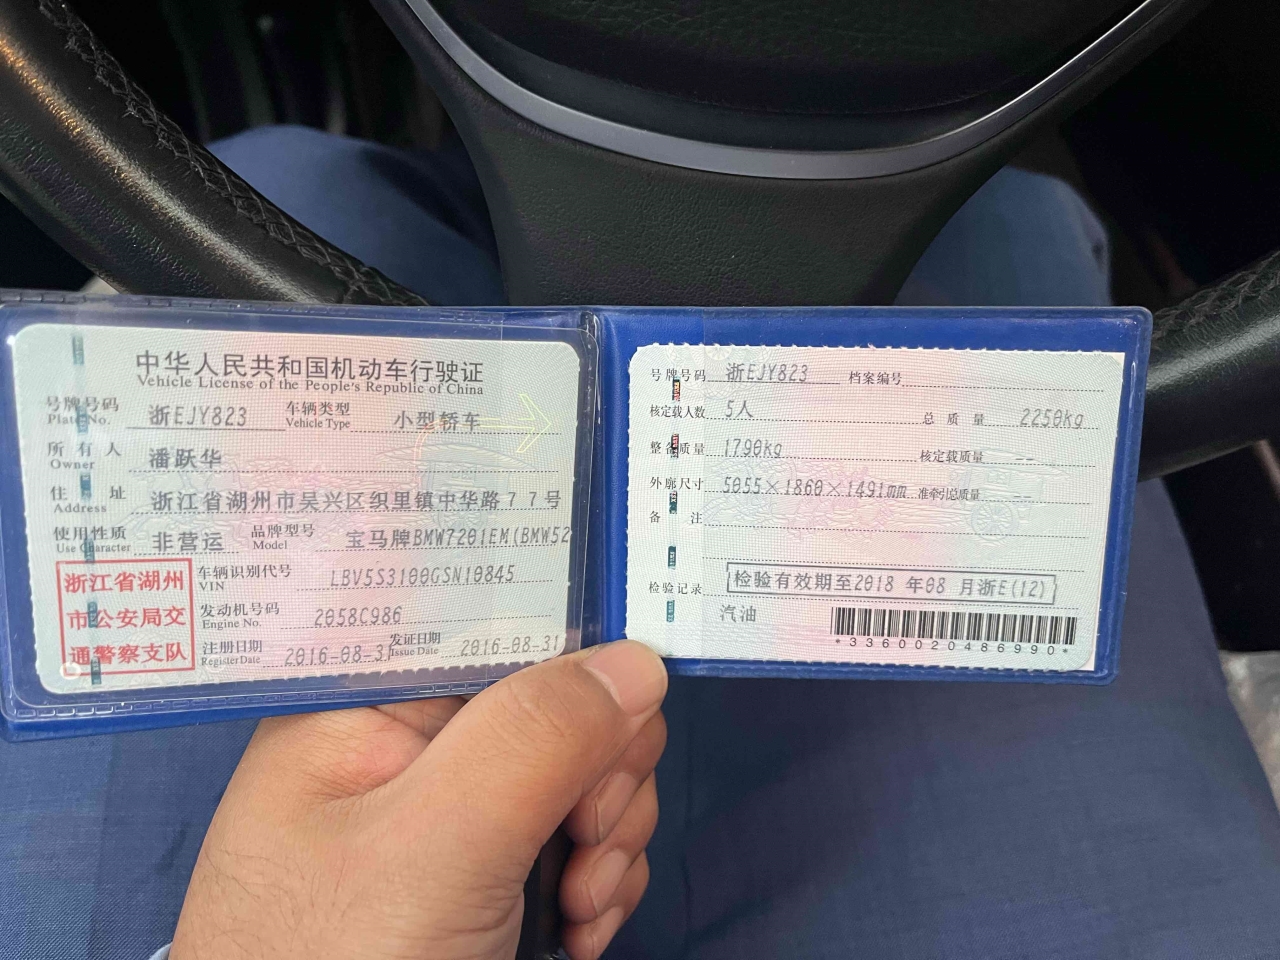 中华人民共和国机动车行驶证
Vehicle License of the People's Republic of China
号牌号码 浙EJY823 车辆类型 小型轿车
Plate No. Vehicle Type
所有人 潘跃华
Owner
住址 浙江省湖州市吴兴区织里镇中华路77号
Address
使用性质 非营运 品牌型号 宝马牌BMW7201EM(BMW52
Use Character Model
浙江省湖州市公安局交通警察支队
车辆识别代号 LBV5S3100GSN10845
VIN
发动机号码 2058C986
Engine No.
注册日期 2016-08-31 发证日期 2016-08-31
Register Date Issue Date
号牌号码 浙EJY823 档案编号
核定载人数 5人 总质量 2250kg
整备质量 1790kg 核定载质量 --
外廓尺寸 5055×1860×1491mm 准牵引总质量 --
备注
检验记录 检验有效期至2018 年08 月浙E(12)
汽油
*3360020486990*